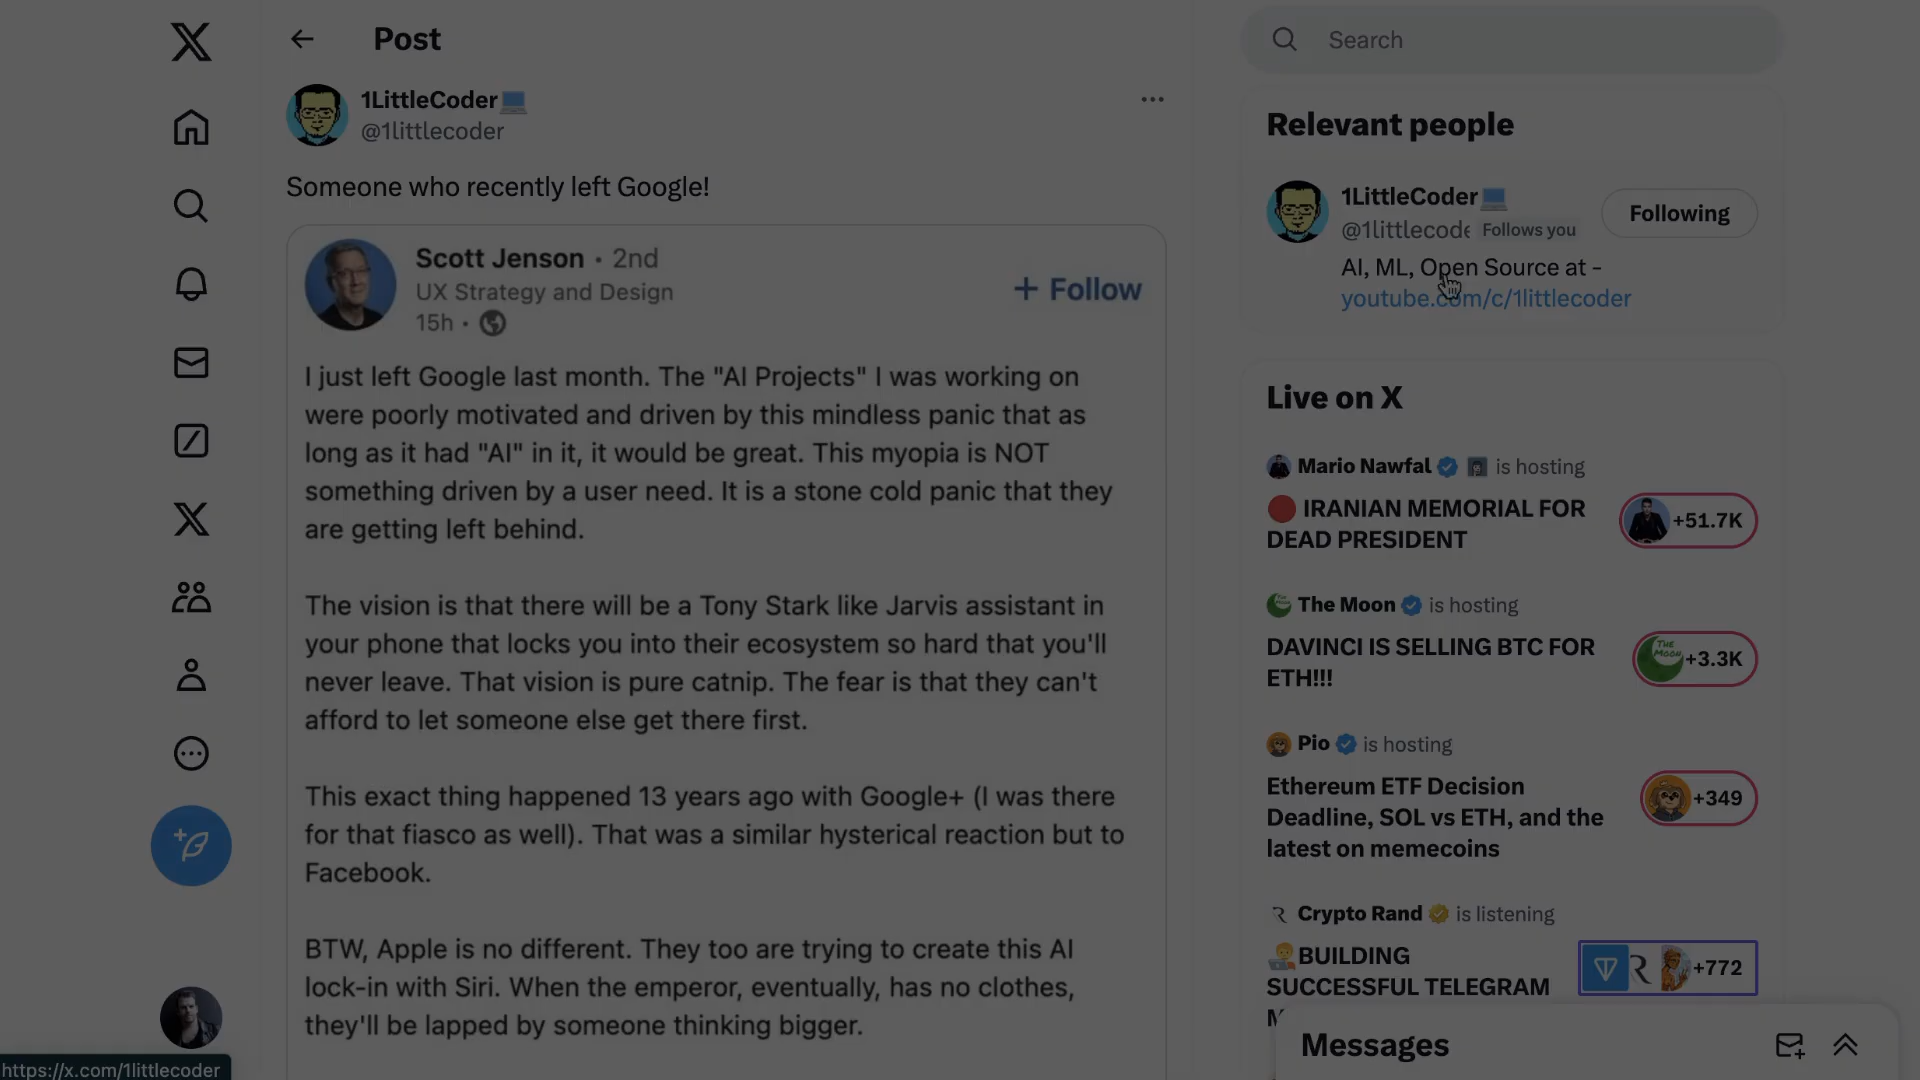 Post
1LittleCoder
@1littlecoder
Someone who recently left Google!
Scott Jenson • 2nd
UX Strategy and Design
15h •
+ Follow
I just left Google last month. The "AI Projects" I was working on
were poorly motivated and driven by this mindless panic that as
long as it had "AI" in it, it would be great. This myopia is NOT
something driven by a user need. It is a stone cold panic that they
are getting left behind.
The vision is that there will be a Tony Stark like Jarvis assistant in
your phone that locks you into their ecosystem so hard that you'll
never leave. That vision is pure catnip. The fear is that they can't
afford to let someone else get there first.
This exact thing happened 13 years ago with Google+ (I was there
for that fiasco as well). That was a similar hysterical reaction but to
Facebook.
BTW, Apple is no different. They too are trying to create this AI
lock-in with Siri. When the emperor, eventually, has no clothes,
they'll be lapped by someone thinking bigger.
Search
Relevant people
1LittleCoder
@1littlecode Follows you
Following
AI, ML, Open Source at -
youtube.com/c/1littlecoder
Live on X
Mario Nawfal is hosting
IRANIAN MEMORIAL FOR
DEAD PRESIDENT
+51.7K
The Moon is hosting
DAVINCI IS SELLING BTC FOR
ETH!!!
THE MOON
+3.3K
Pio is hosting
Ethereum ETF Decision
Deadline, SOL vs ETH, and the
latest on memecoins
+349
Crypto Rand is listening
BUILDING
SUCCESSFUL TELEGRAM
+772
Messages
https://x.com/1littlecoder